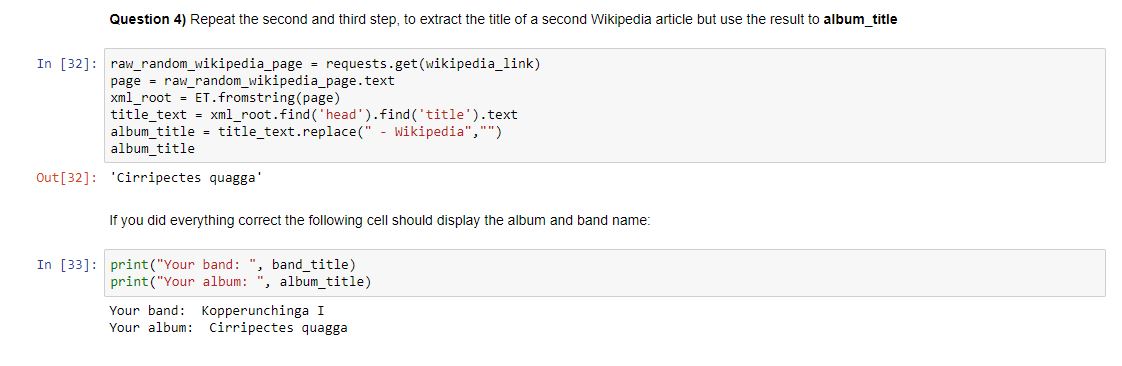 Question 4) Repeat the second and third step, to extract the title of a second Wikipedia article but use the result to album_title
In [32]: raw_random_wikipedia_page = requests.get(wikipedia_link)
page = raw_random_wikipedia_page.text
xml_root = ET.fromstring(page)
title_text = xml_root.find('head').find('title').text
album_title = title_text.replace(" - Wikipedia","")
album_title
Out[32]: 'Cirripectes quagga'
If you did everything correct the following cell should display the album and band name:
In [33]: print("Your band: ", band_title)
print("Your album: ", album_title)
Your band:  Kopperunchinga I
Your album:  Cirripectes quagga